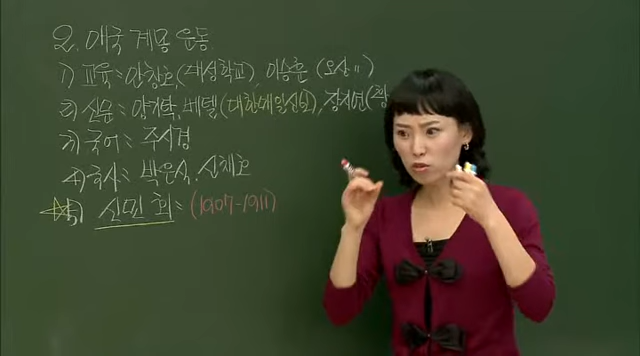 2. 애국 계몽 운동
1) 교육 : 안창호(대성학교), 이승훈 (오산 〃)
2) 신문 : 양기탁, 베델(대한매일신보), 장지연(황
3) 국어 : 주시경
4) 역사 : 박은식, 신채호
☆5) 신민회 : (1907-1911)